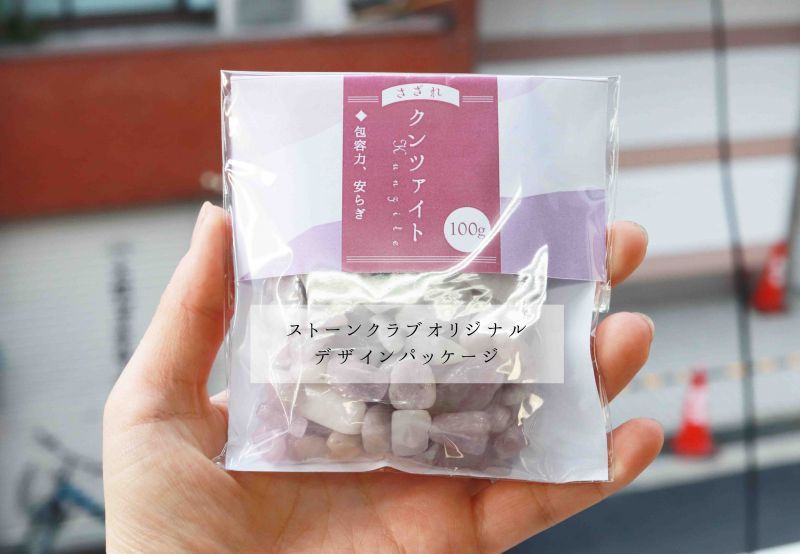 さざれ
クンツァイト
Kunzite
◆包容力、安らぎ
100g
ストーンクラブオリジナル
デザインパッケージ